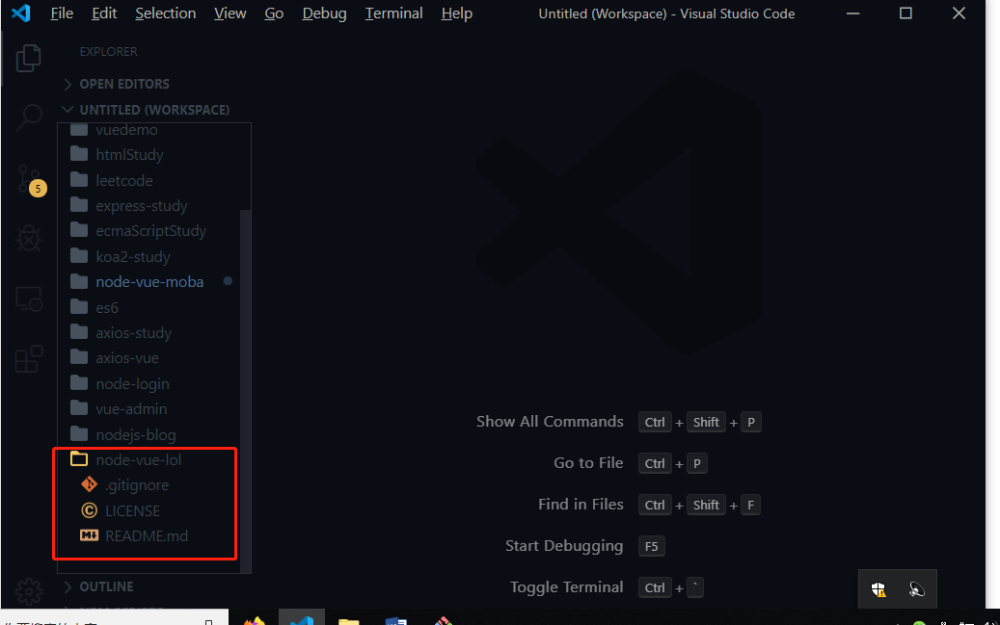 File Edit Selection View Go Debug Terminal Help Untitled (Workspace) - Visual Studio Code
EXPLORER
OPEN EDITORS
UNTITLED (WORKSPACE)
vuedemo
htmlStudy
leetcode
5
express-study
ecmaScriptStudy
koa2-study
node-vue-moba
es6
axios-study
axios-vue
node-login
vue-admin
nodejs-blog
node-vue-lol
.gitignore
LICENSE
README.md
OUTLINE
Show All Commands Ctrl + Shift + P
Go to File Ctrl + P
Find in Files Ctrl + Shift + F
Start Debugging F5
Toggle Terminal Ctrl + `